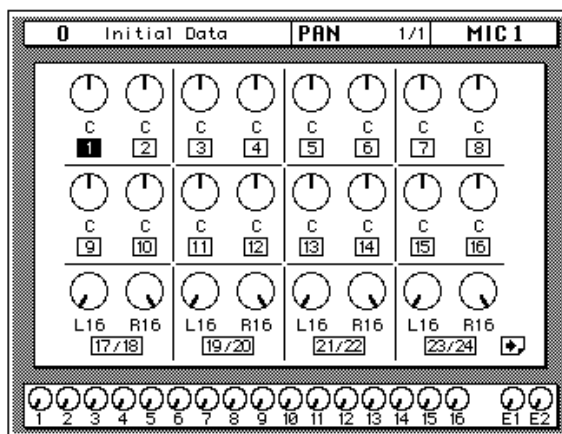 0 Initial Data PAN 1/1 MIC 1
C C C C C C C C
1 2 3 4 5 6 7 8
C C C C C C C C
9 10 11 12 13 14 15 16
L16 R16 L16 R16 L16 R16 L16 R16
17/18 19/20 21/22 23/24
1 2 3 4 5 6 7 8 9 10 11 12 13 14 15 16 E1 E2